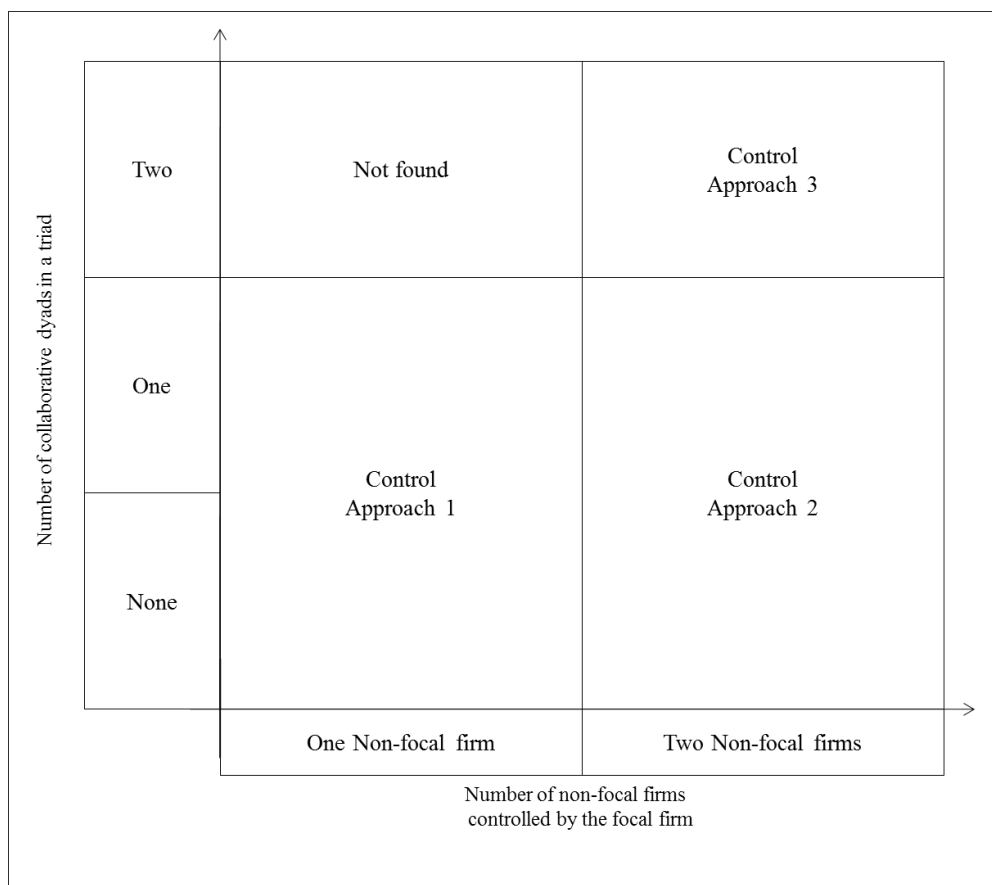 Number of collaborative dyads in a triad
Two
Not found
Control
Approach 3
One
Control
Approach 1
Control
Approach 2
None
One Non-focal firm
Two Non-focal firms
Number of non-focal firms
controlled by the focal firm